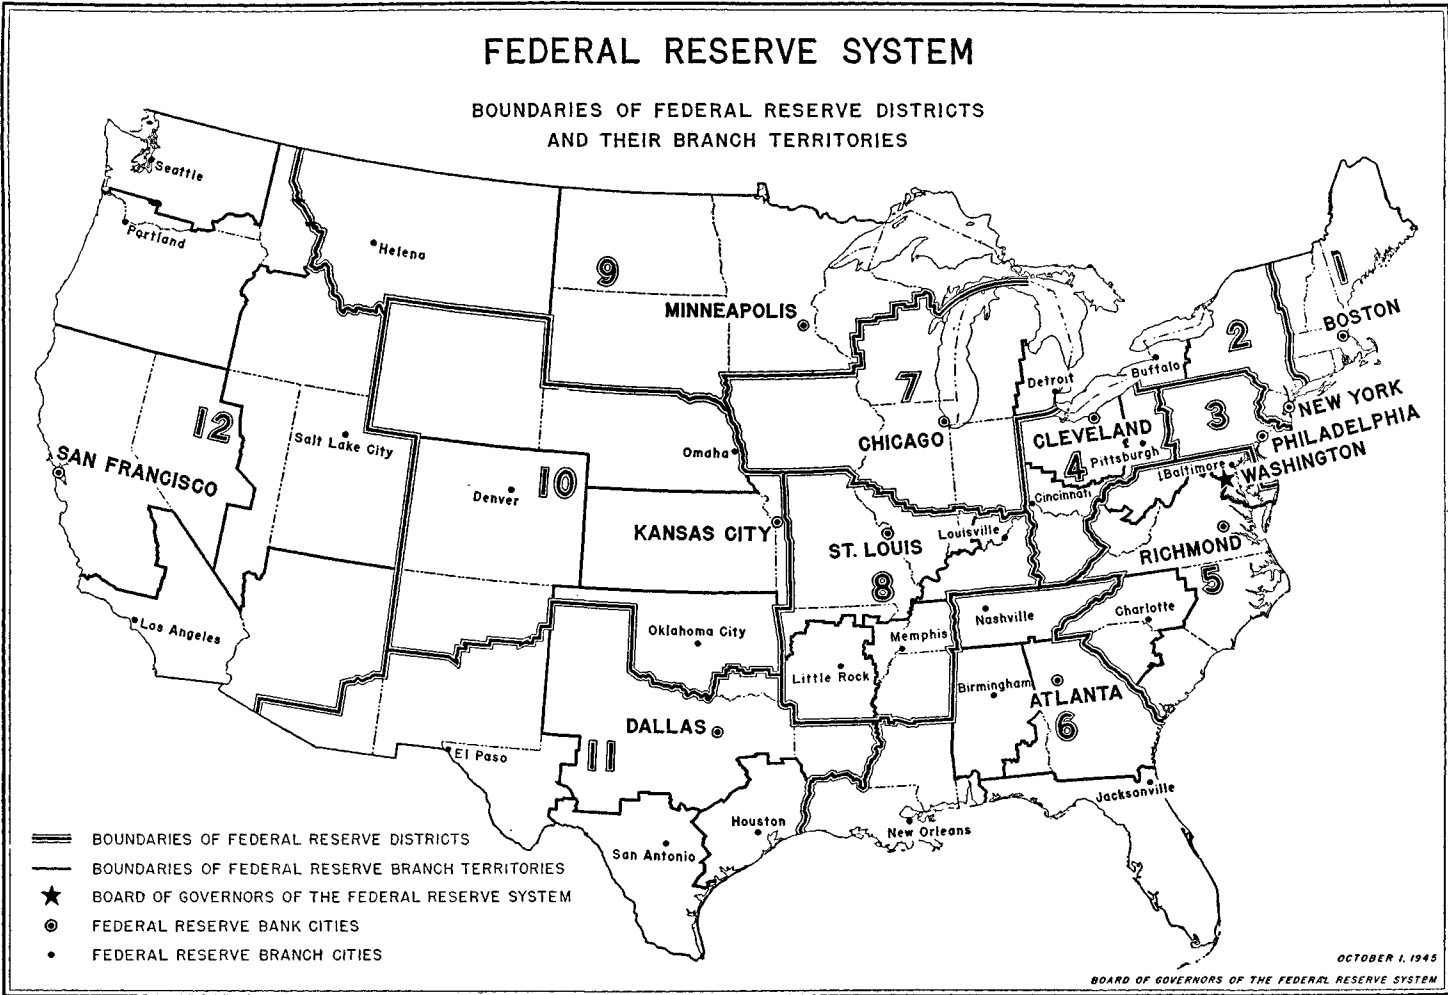 FEDERAL RESERVE SYSTEM
BOUNDARIES OF FEDERAL RESERVE DISTRICTS
AND THEIR BRANCH TERRITORIES
Seattle
Portland
Helena
9
MINNEAPOLIS
1
BOSTON
2
Buffalo
NEW YORK
7
Detroit
3
PHILADELPHIA
12
Salt Lake City
SAN FRANCISCO
CHICAGO
CLEVELAND
4
Pittsburgh
Baltimore
WASHINGTON
Omaha
Denver
10
Cincinnati
KANSAS CITY
ST. LOUIS
Louisville
RICHMOND
8
5
Los Angeles
Oklahoma City
Memphis
Nashville
Charlotte
Little Rock
Birmingham
ATLANTA
6
DALLAS
11
El Paso
Jacksonville
Houston
New Orleans
San Antonio
BOUNDARIES OF FEDERAL RESERVE DISTRICTS
BOUNDARIES OF FEDERAL RESERVE BRANCH TERRITORIES
BOARD OF GOVERNORS OF THE FEDERAL RESERVE SYSTEM
FEDERAL RESERVE BANK CITIES
FEDERAL RESERVE BRANCH CITIES
OCTOBER 1, 1945
BOARD OF GOVERNORS OF THE FEDERAL RESERVE SYSTEM